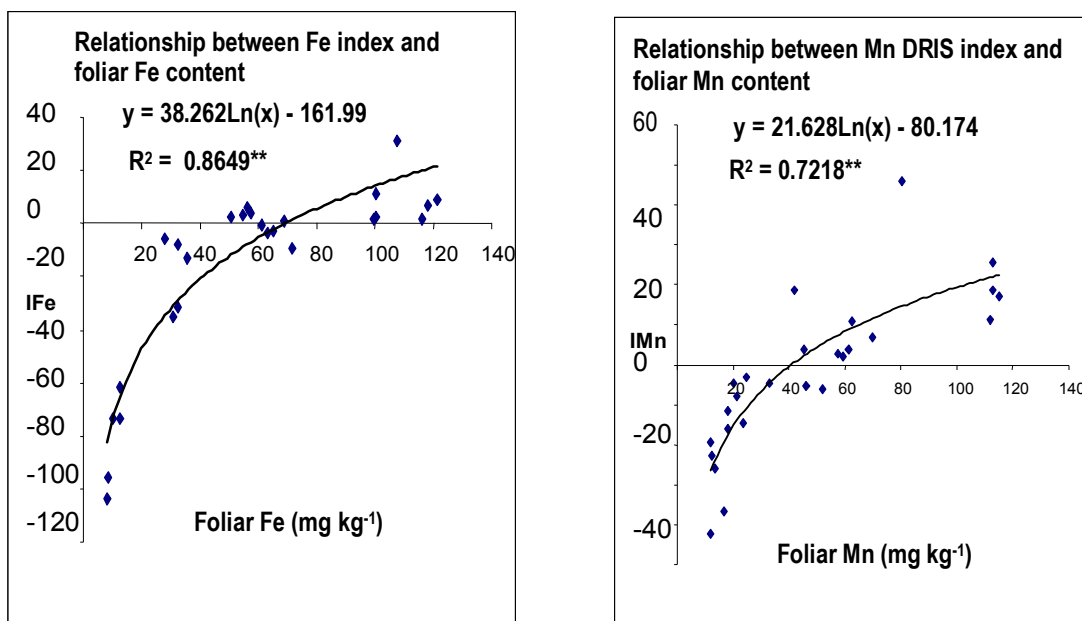 Relationship between Fe index and
foliar Fe content
40
y = 38.262Ln(x) - 161.99
20
R² = 0.8649**
0
20 40 60 80 100 120 140
-20
IFe
-40
-60
-80
-100
-120
Foliar Fe (mg kg⁻¹)
Relationship between Mn DRIS index and
foliar Mn content
60
y = 21.628Ln(x) - 80.174
R² = 0.7218**
40
20
IMn
0
20 40 60 80 100 120 140
-20
-40
Foliar Mn (mg kg⁻¹)